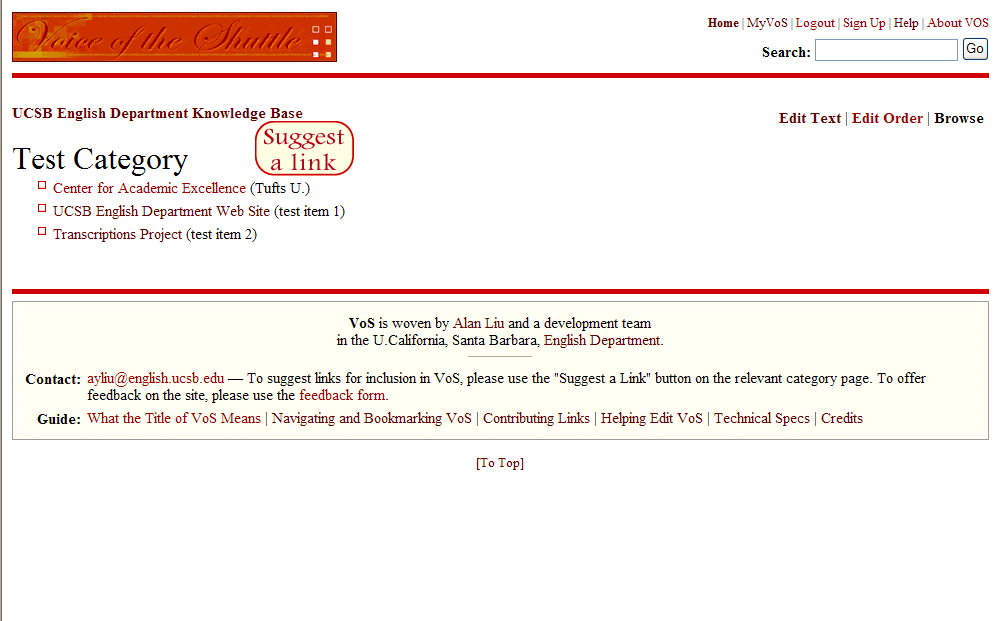 Voice of the Shuttle
Home | MyVoS | Logout | Sign Up | Help | About VOS
Search: Go
UCSB English Department Knowledge Base
Edit Text | Edit Order | Browse
Suggest
a link
Test Category
Center for Academic Excellence (Tufts U.)
UCSB English Department Web Site (test item 1)
Transcriptions Project (test item 2)
VoS is woven by Alan Liu and a development team
in the U.California, Santa Barbara, English Department.
Contact: ayliu@english.ucsb.edu — To suggest links for inclusion in VoS, please use the "Suggest a Link" button on the relevant category page. To offer
feedback on the site, please use the feedback form.
Guide: What the Title of VoS Means | Navigating and Bookmarking VoS | Contributing Links | Helping Edit VoS | Technical Specs | Credits
[To Top]